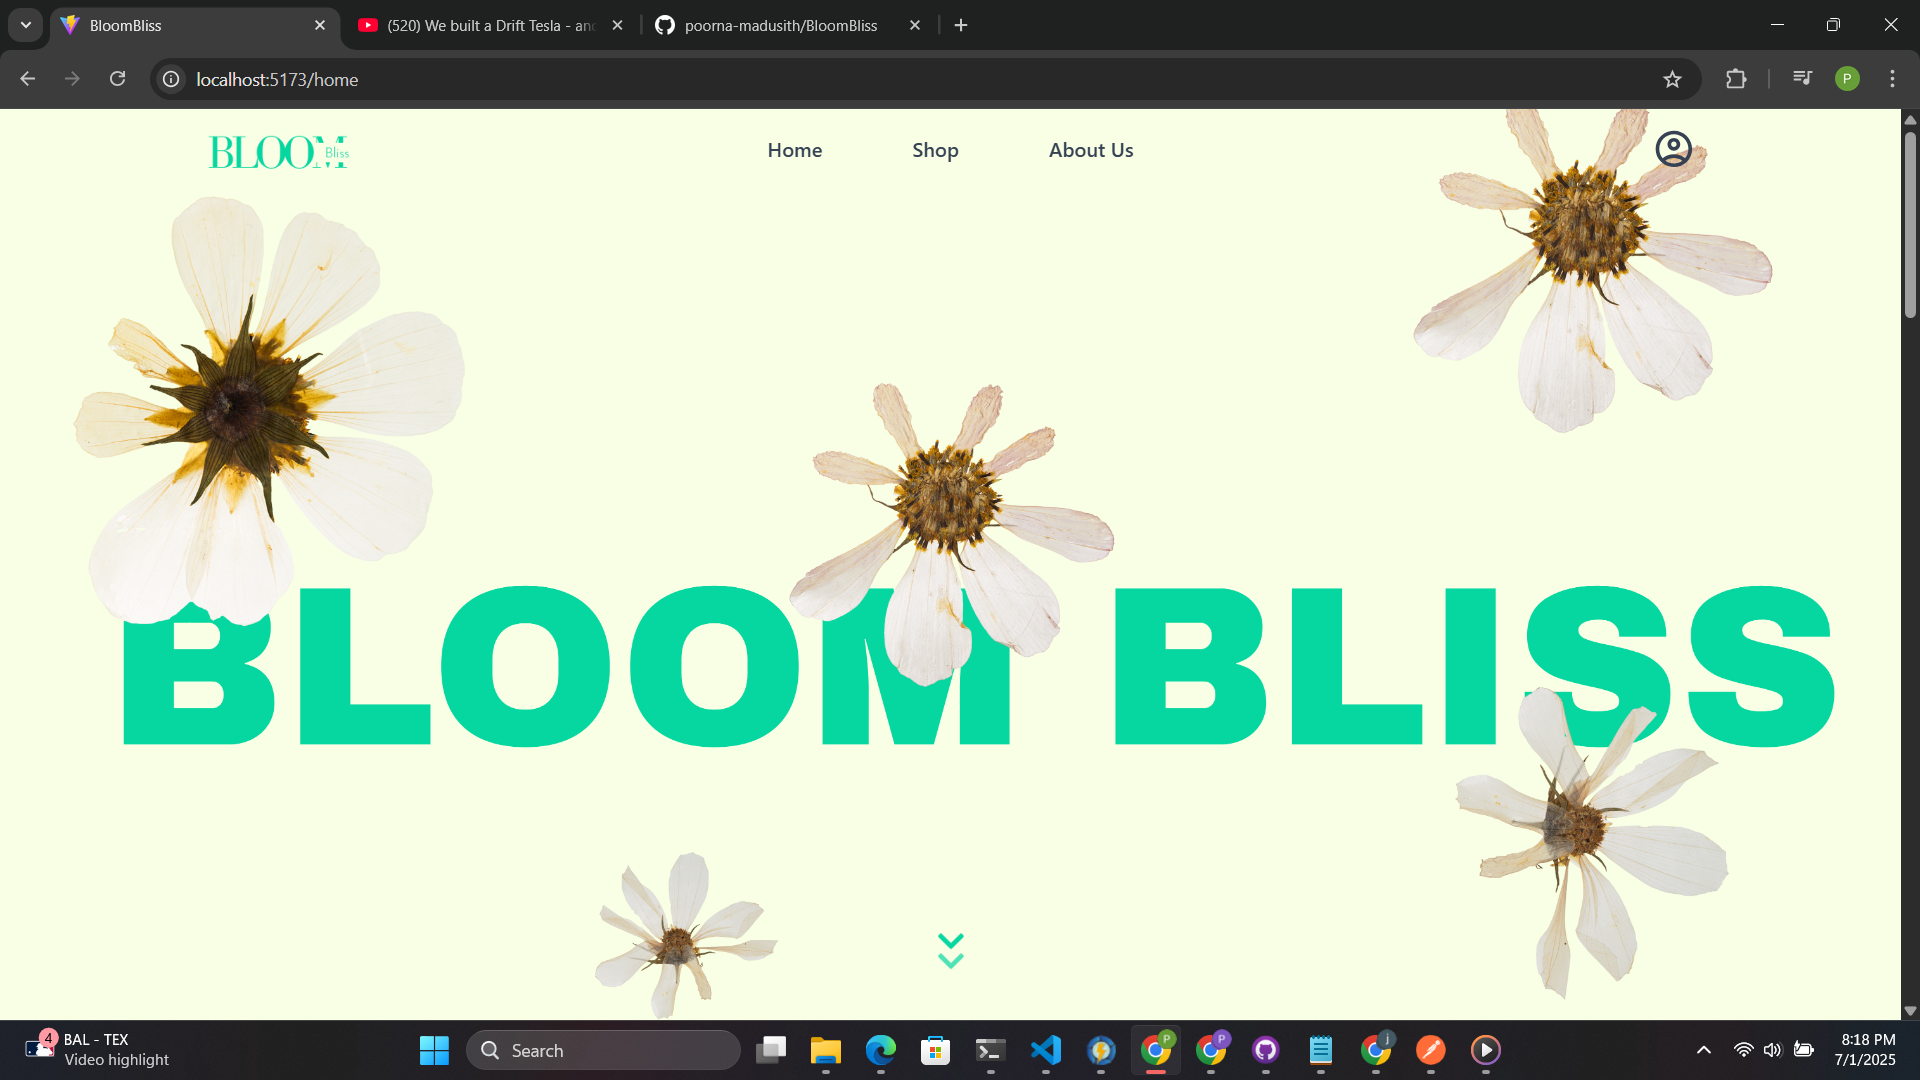 BloomBliss
(520) We built a Drift Tesla - and
poorna-madusith/BloomBliss
localhost:5173/home
P
BLOOM Bliss
Home
Shop
About Us
BLOOM BLISS
4
BAL - TEX
Video highlight
Search
P
P
j
8:18 PM
7/1/2025